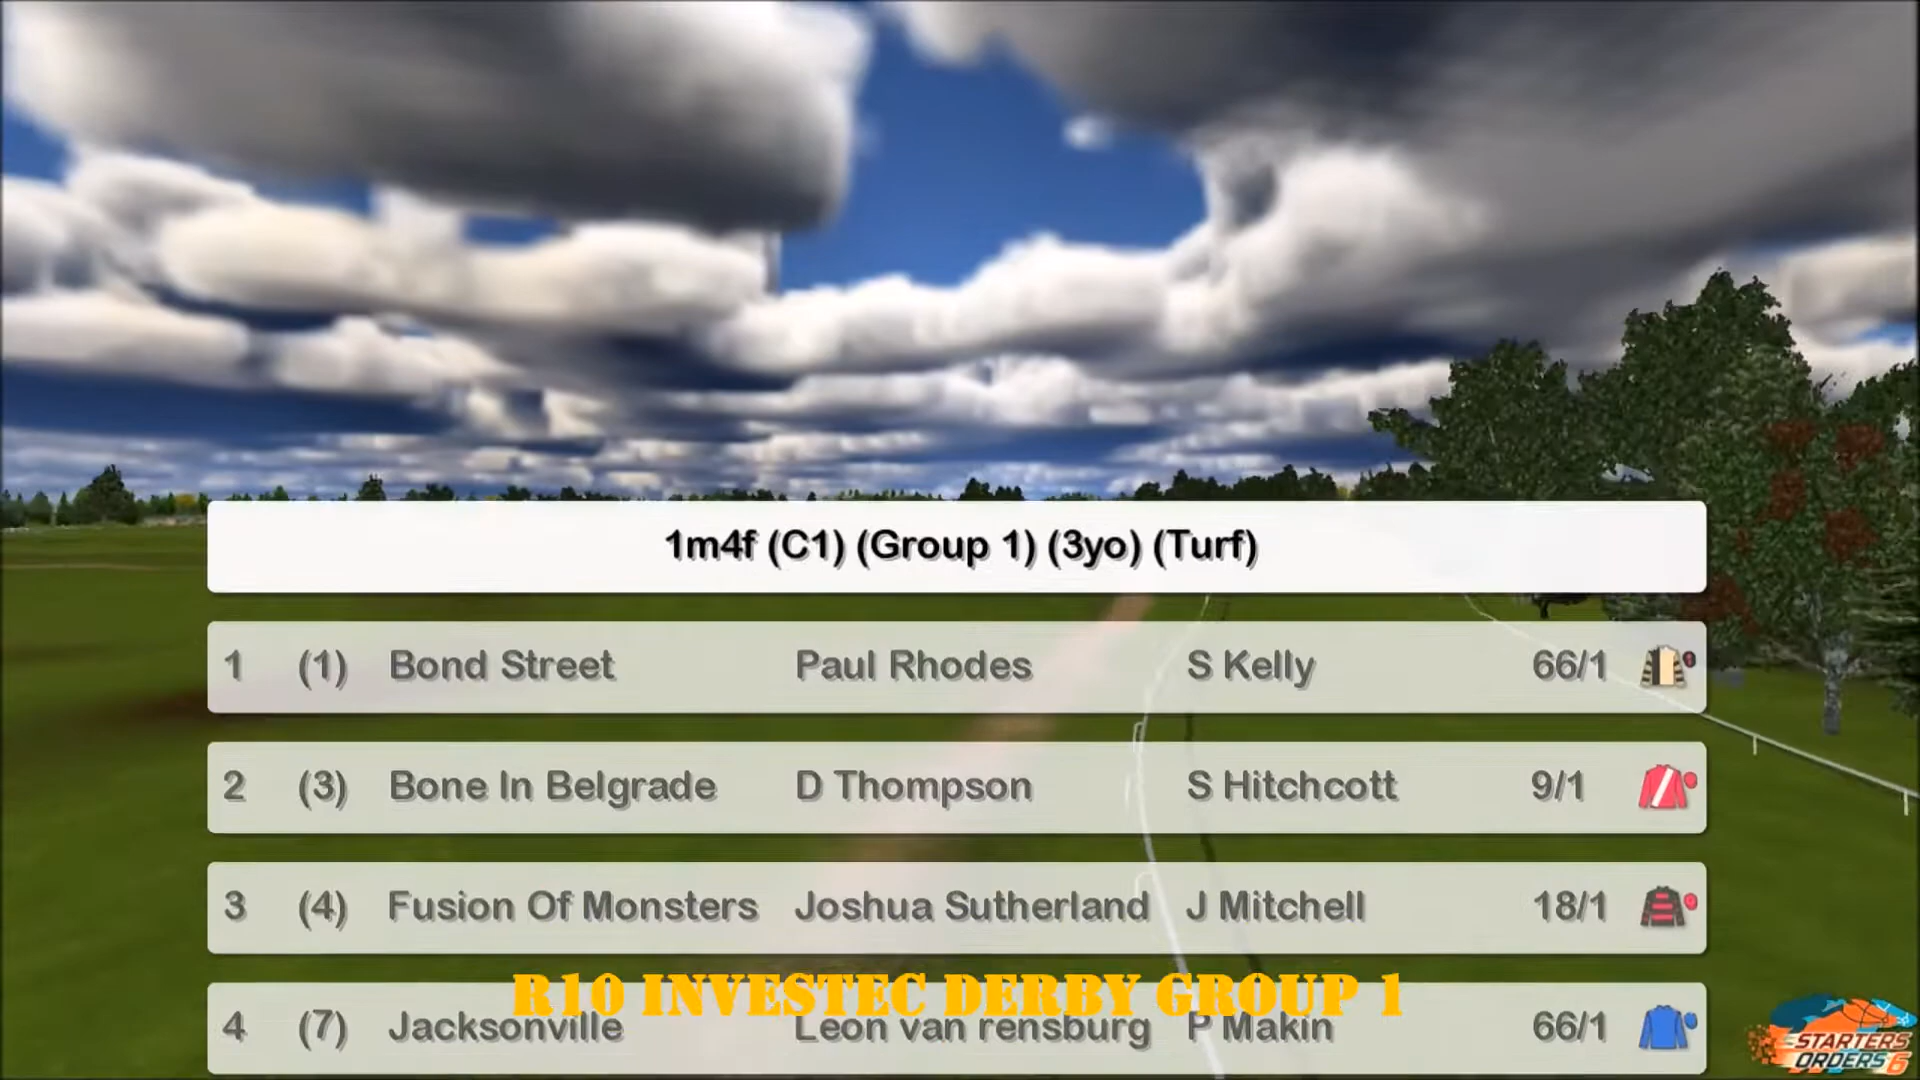 1m4f (C1) (Group 1) (3yo) (Turf)
1 (1) Bond Street Paul Rhodes S Kelly 66/1
2 (3) Bone In Belgrade D Thompson S Hitchcott 9/1
3 (4) Fusion Of Monsters Joshua Sutherland J Mitchell 18/1
R10 INVESTEC DERBY GROUP 1
4 (7) Jacksonville Leon van rensburg P Makin 66/1
STARTERS
ORDERS 6